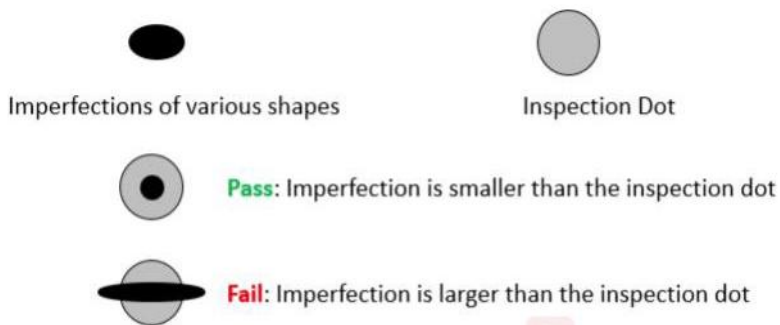 Imperfections of various shapes
Inspection Dot
Pass: Imperfection is smaller than the inspection dot
Fail: Imperfection is larger than the inspection dot